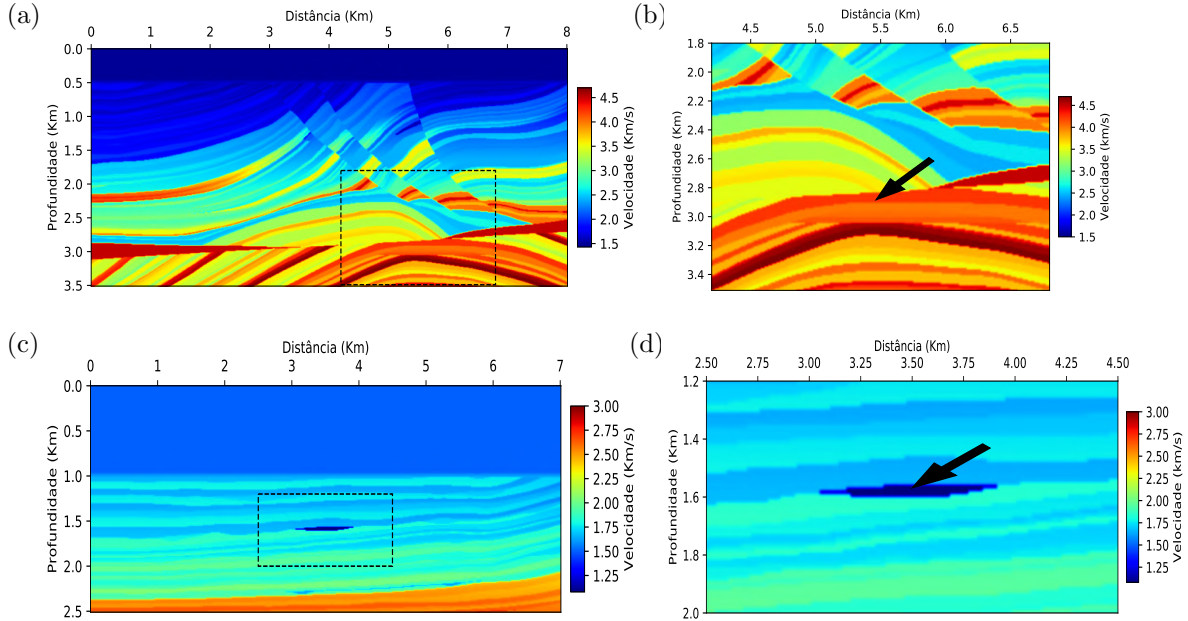 (a)
Distância (Km)
0 1 2 3 4 5 6 7 8
Profundidade (Km)
0.0
0.5
1.0
1.5
2.0
2.5
3.0
3.5
4.5
4.0
3.5
3.0
2.5
2.0
1.5
Velocidade (Km/s)
(b)
Distância (Km)
4.5 5.0 5.5 6.0 6.5
Profundidade (Km)
1.8
2.0
2.2
2.4
2.6
2.8
3.0
3.2
3.4
4.5
4.0
3.5
3.0
2.5
2.0
1.5
Velocidade (km/s)
(c)
Distância (Km)
0 1 2 3 4 5 6 7
Profundidade (Km)
0.0
0.5
1.0
1.5
2.0
2.5
3.00
2.75
2.50
2.25
2.00
1.75
1.50
1.25
Velocidade (Km/s)
(d)
Distância (Km)
2.50 2.75 3.00 3.25 3.50 3.75 4.00 4.25 4.50
Profundidade (Km)
1.2
1.4
1.6
1.8
2.0
3.00
2.75
2.50
2.25
2.00
1.75
1.50
1.25
Velocidade (Km/s)